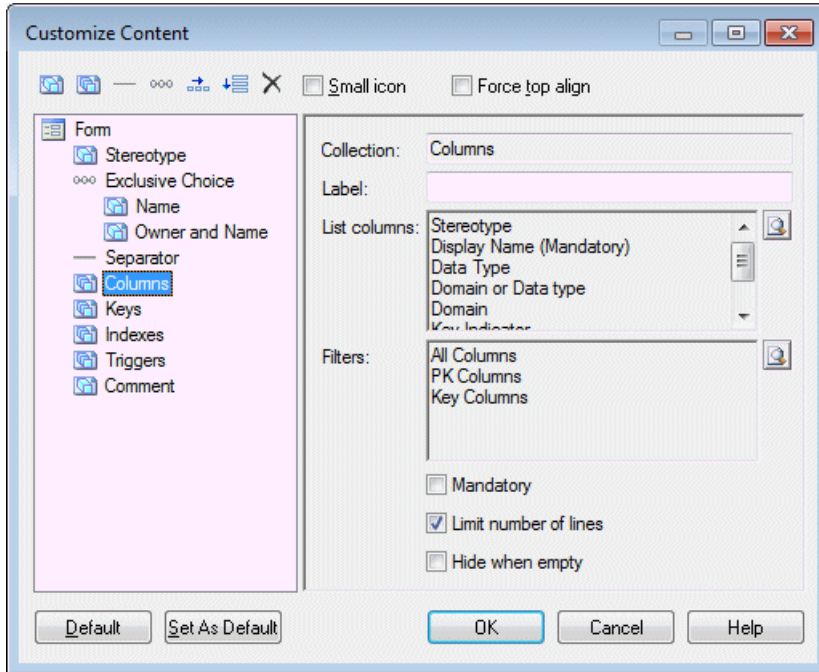 Customize Content
Small icon
Force top align
Form
Stereotype
Exclusive Choice
Name
Owner and Name
Separator
Columns
Keys
Indexes
Triggers
Comment
Collection: Columns
Label:
List columns: Stereotype
Display Name (Mandatory)
Data Type
Domain or Data type
Domain
Key Indicator
Filters: All Columns
PK Columns
Key Columns
Mandatory
Limit number of lines
Hide when empty
Default
Set As Default
OK
Cancel
Help